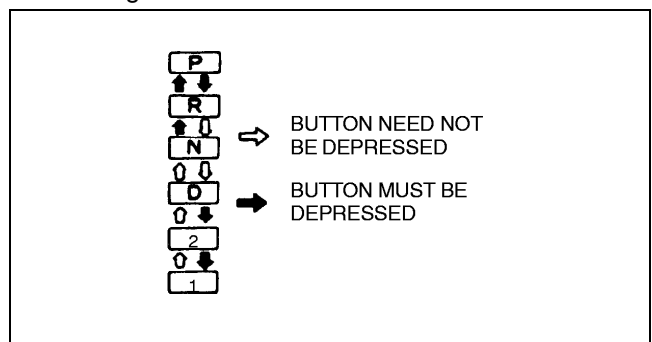 P
R
N
D
2
1
BUTTON NEED NOT
BE DEPRESSED
BUTTON MUST BE
DEPRESSED